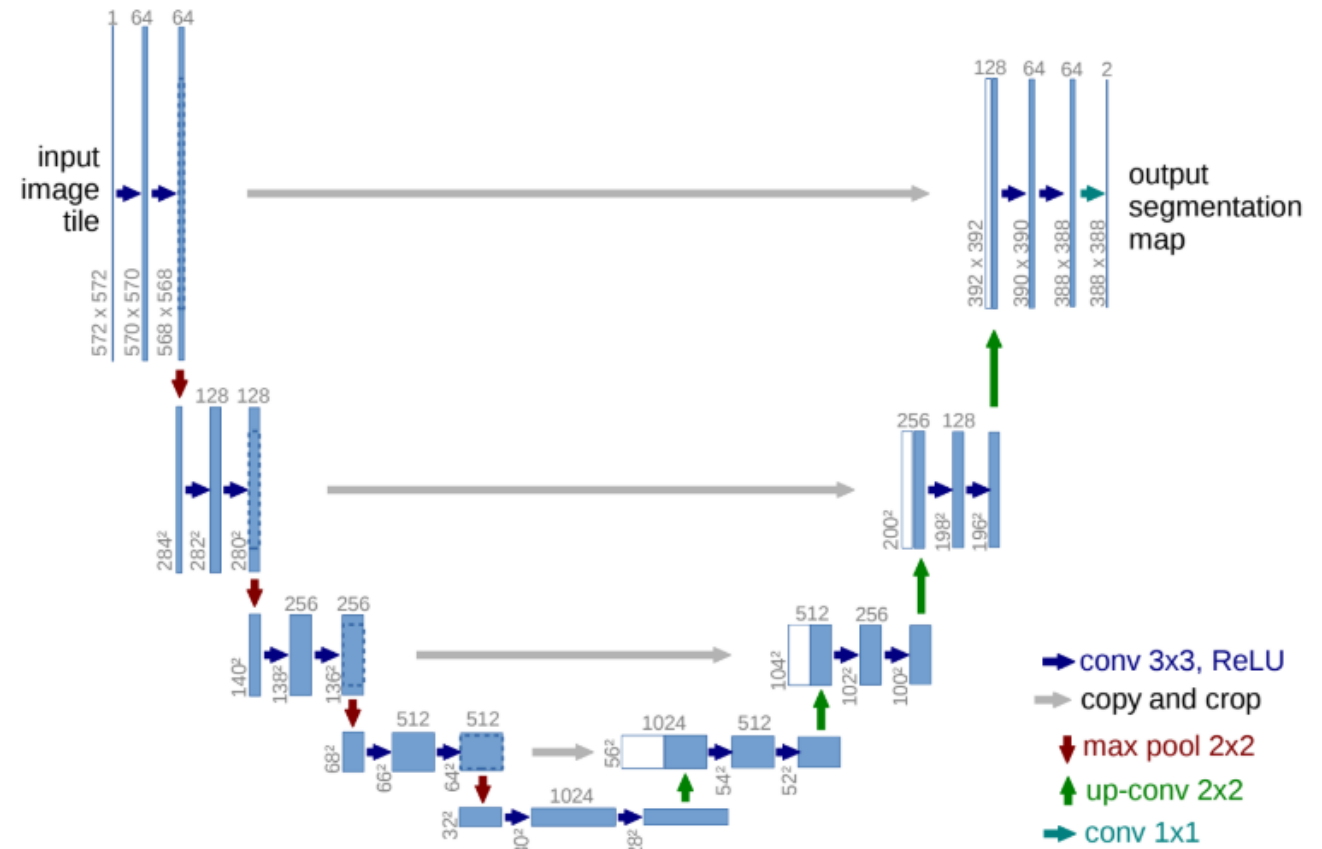 1 64 64
128 64 64 2
input
image
tile
output
segmentation
map
572 x 572
570 x 570
568 x 568
392 x 392
390 x 390
388 x 388
388 x 388
128 128
256 128
284²
282²
280²
200²
198²
196²
256 256
512 256
140²
138²
136²
104²
102²
100²
512 512
1024 512
68²
66²
64²
56²
54²
52²
1024
32²
conv 3x3, ReLU
copy and crop
max pool 2x2
up-conv 2x2
conv 1x1